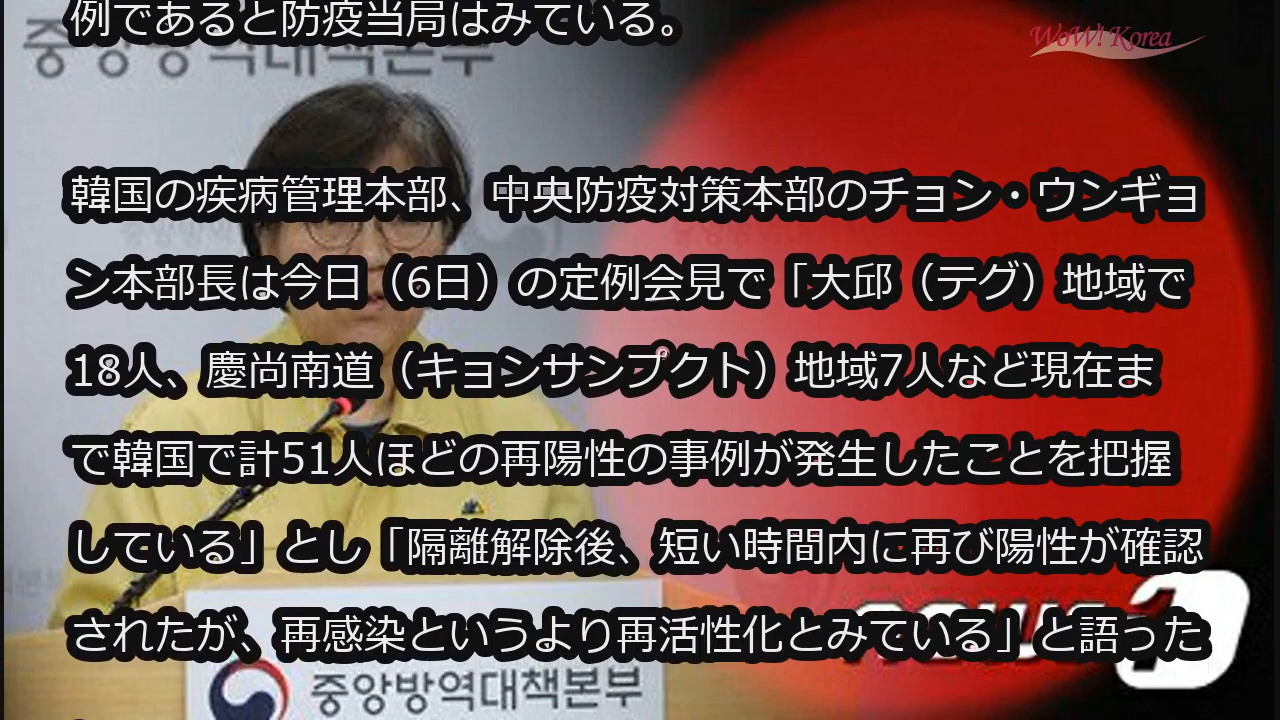 例であると防疫当局はみている。
중앙방역대책본부
WoW! Korea
韓国の疾病管理本部、中央防疫対策本部のチョン・ウンギョ
ン本部長は今日（6日）の定例会見で「大邱（テグ）地域で
18人、慶尚南道（キョンサンプクト）地域7人など現在ま
で韓国で計51人ほどの再陽性の事例が発生したことを把握
している」とし「隔離解除後、短い時間内に再び陽性が確認
されたが、再感染というより再活性化とみている」と語った
중앙방역대책본부